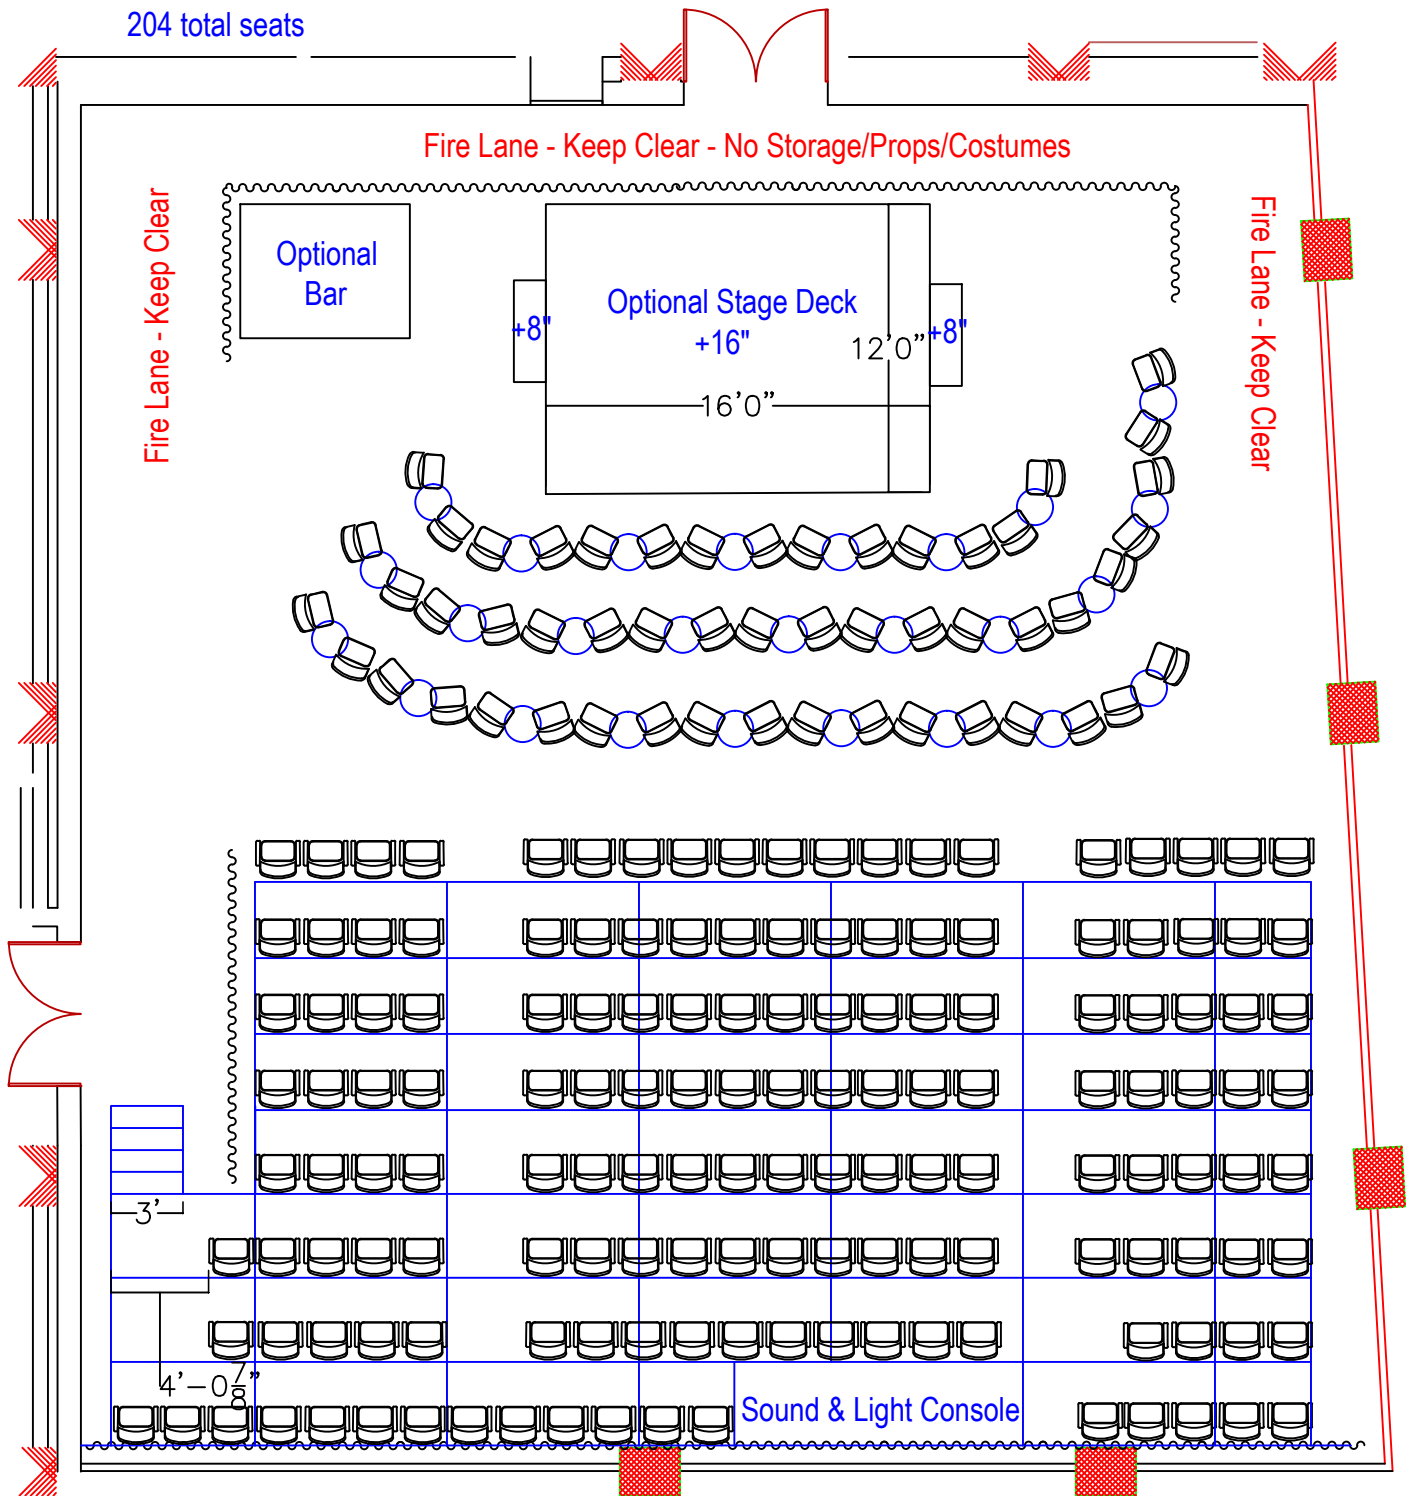 204 total seats
Fire Lane - Keep Clear - No Storage/Props/Costumes
Fire Lane - Keep Clear
Optional
Bar
Optional Stage Deck
+16"
+8"
+8"
12'0"
16'0"
Fire Lane - Keep Clear
3'
4'-0 7/8"
Sound & Light Console